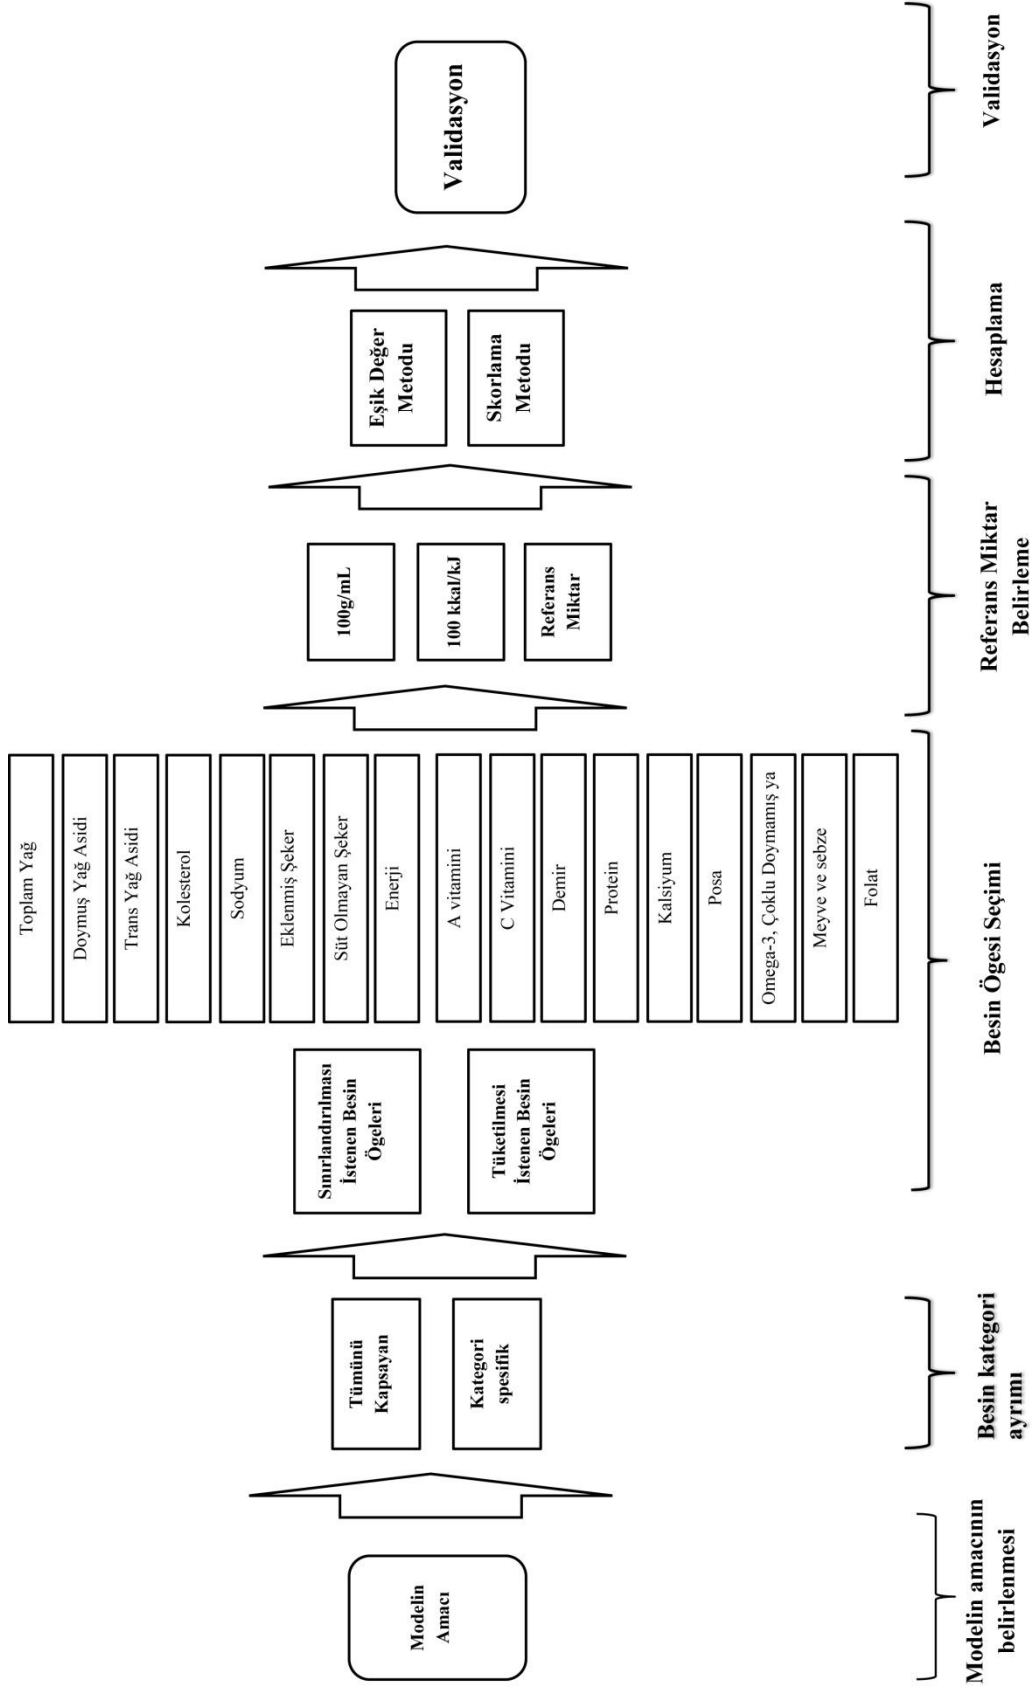 Modelin
Amacı
Tümünü
Kapsayan
Kategori
spesifik
Sınırlandırılması
İstenen Besin
Ögeleri
Tüketilmesi
İstenen Besin
Ögeleri
Toplam Yağ
Doymuş Yağ Asidi
Trans Yağ Asidi
Kolesterol
Sodyum
Eklenmiş Şeker
Süt Olmayan Şeker
Enerji
A vitamini
C Vitamini
Demir
Protein
Kalsiyum
Posa
Omega-3, Çoklu Doymamış ya
Meyve ve sebze
Folat
100g/mL
100 kkal/kJ
Referans
Miktar
Eşik Değer
Metodu
Skorlama
Metodu
Validasyon
Modelin amacının
belirlenmesi
Besin kategori
ayrımı
Besin Ögesi Seçimi
Referans Miktar
Belirleme
Hesaplama
Validasyon